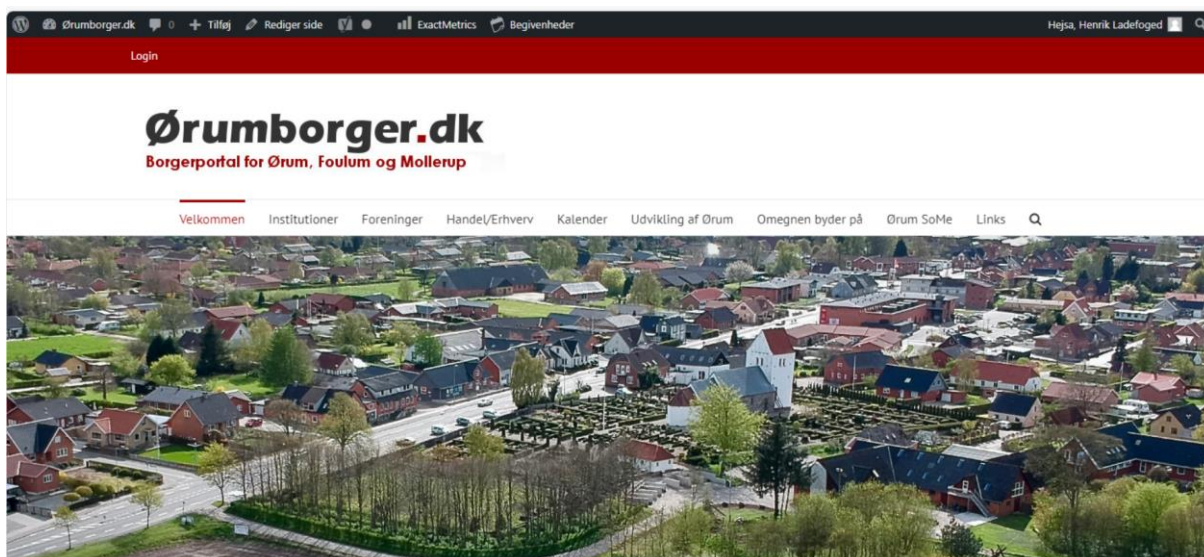 Ørumborger.dk 0 Tilføj Rediger side ExactMetrics Begivenheder Hejsa, Henrik Ladefoged
Login
Ørumborger.dk
Borgerportal for Ørum, Foulum og Mollerup
Velkommen Institutioner Foreninger Handel/Erhverv Kalender Udvikling af Ørum Omegnen byder på Ørum SoMe Links